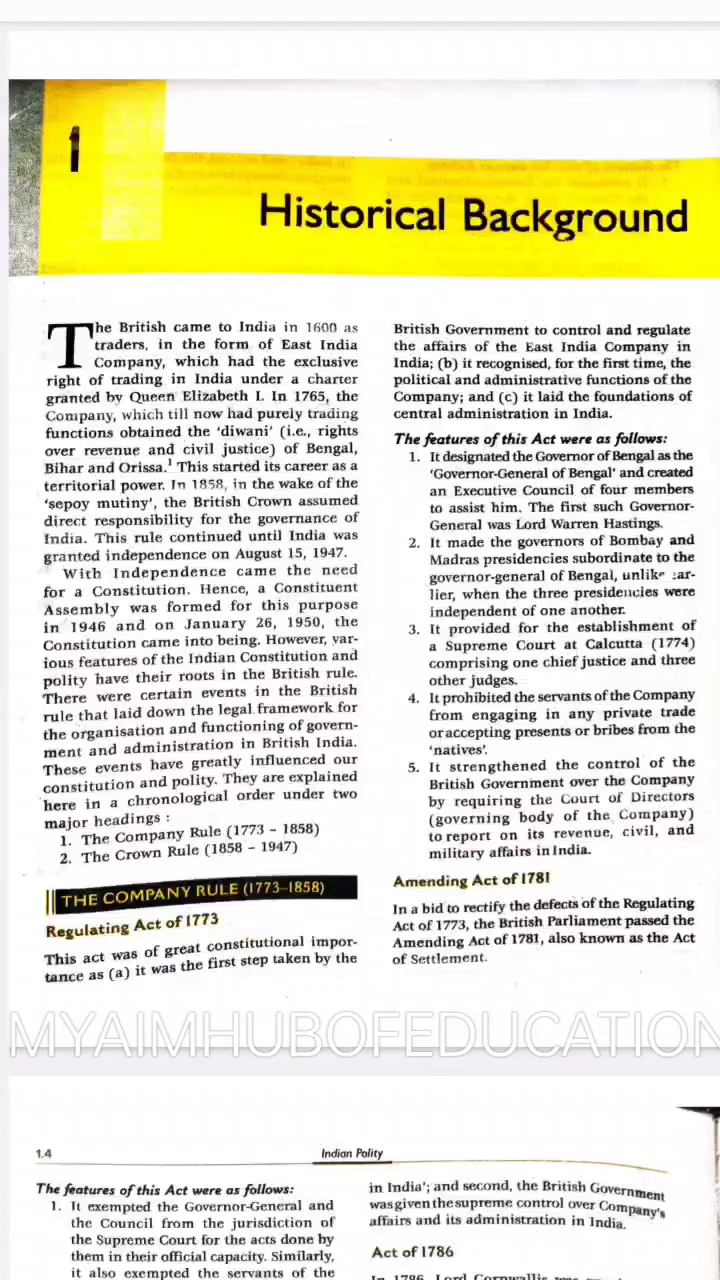 1
Historical Background
The British came to India in 1600 as
traders, in the form of East India
Company, which had the exclusive
right of trading in India under a charter
granted by Queen Elizabeth I. In 1765, the
Company, which till now had purely trading
functions obtained the ‘diwani’ (i.e., rights
over revenue and civil justice) of Bengal,
Bihar and Orissa.1 This started its career as a
territorial power. In 1858, in the wake of the
‘sepoy mutiny’, the British Crown assumed
direct responsibility for the governance of
India. This rule continued until India was
granted independence on August 15, 1947.
With Independence came the need
for a Constitution. Hence, a Constituent
Assembly was formed for this purpose
in 1946 and on January 26, 1950, the
Constitution came into being. However, var-
ious features of the Indian Constitution and
polity have their roots in the British rule.
There were certain events in the British
rule that laid down the legal framework for
the organisation and functioning of govern-
ment and administration in British India.
These events have greatly influenced our
constitution and polity. They are explained
here in a chronological order under two
major headings :
1. The Company Rule (1773 – 1858)
2. The Crown Rule (1858 – 1947)
THE COMPANY RULE (1773–1858)
Regulating Act of 1773
This act was of great constitutional impor-
tance as (a) it was the first step taken by the
British Government to control and regulate
the affairs of the East India Company in
India; (b) it recognised, for the first time, the
political and administrative functions of the
Company; and (c) it laid the foundations of
central administration in India.
The features of this Act were as follows:
1. It designated the Governor of Bengal as the
‘Governor-General of Bengal’ and created
an Executive Council of four members
to assist him. The first such Governor-
General was Lord Warren Hastings.
2. It made the governors of Bombay and
Madras presidencies subordinate to the
governor-general of Bengal, unlike ear-
lier, when the three presidencies were
independent of one another.
3. It provided for the establishment of
a Supreme Court at Calcutta (1774)
comprising one chief justice and three
other judges.
4. It prohibited the servants of the Company
from engaging in any private trade
or accepting presents or bribes from the
‘natives’.
5. It strengthened the control of the
British Government over the Company
by requiring the Court of Directors
(governing body of the Company)
to report on its revenue, civil, and
military affairs in India.
Amending Act of 1781
In a bid to rectify the defects of the Regulating
Act of 1773, the British Parliament passed the
Amending Act of 1781, also known as the Act
of Settlement.
MYAIMHUBOFEDUCATION
1.4
Indian Polity
The features of this Act were as follows:
1. It exempted the Governor-General and
the Council from the jurisdiction of
the Supreme Court for the acts done by
them in their official capacity. Similarly,
it also exempted the servants of the
in India’; and second, the British Government
was given the supreme control over Company’s
affairs and its administration in India.
Act of 1786
In 1786, Lord Cornwallis was